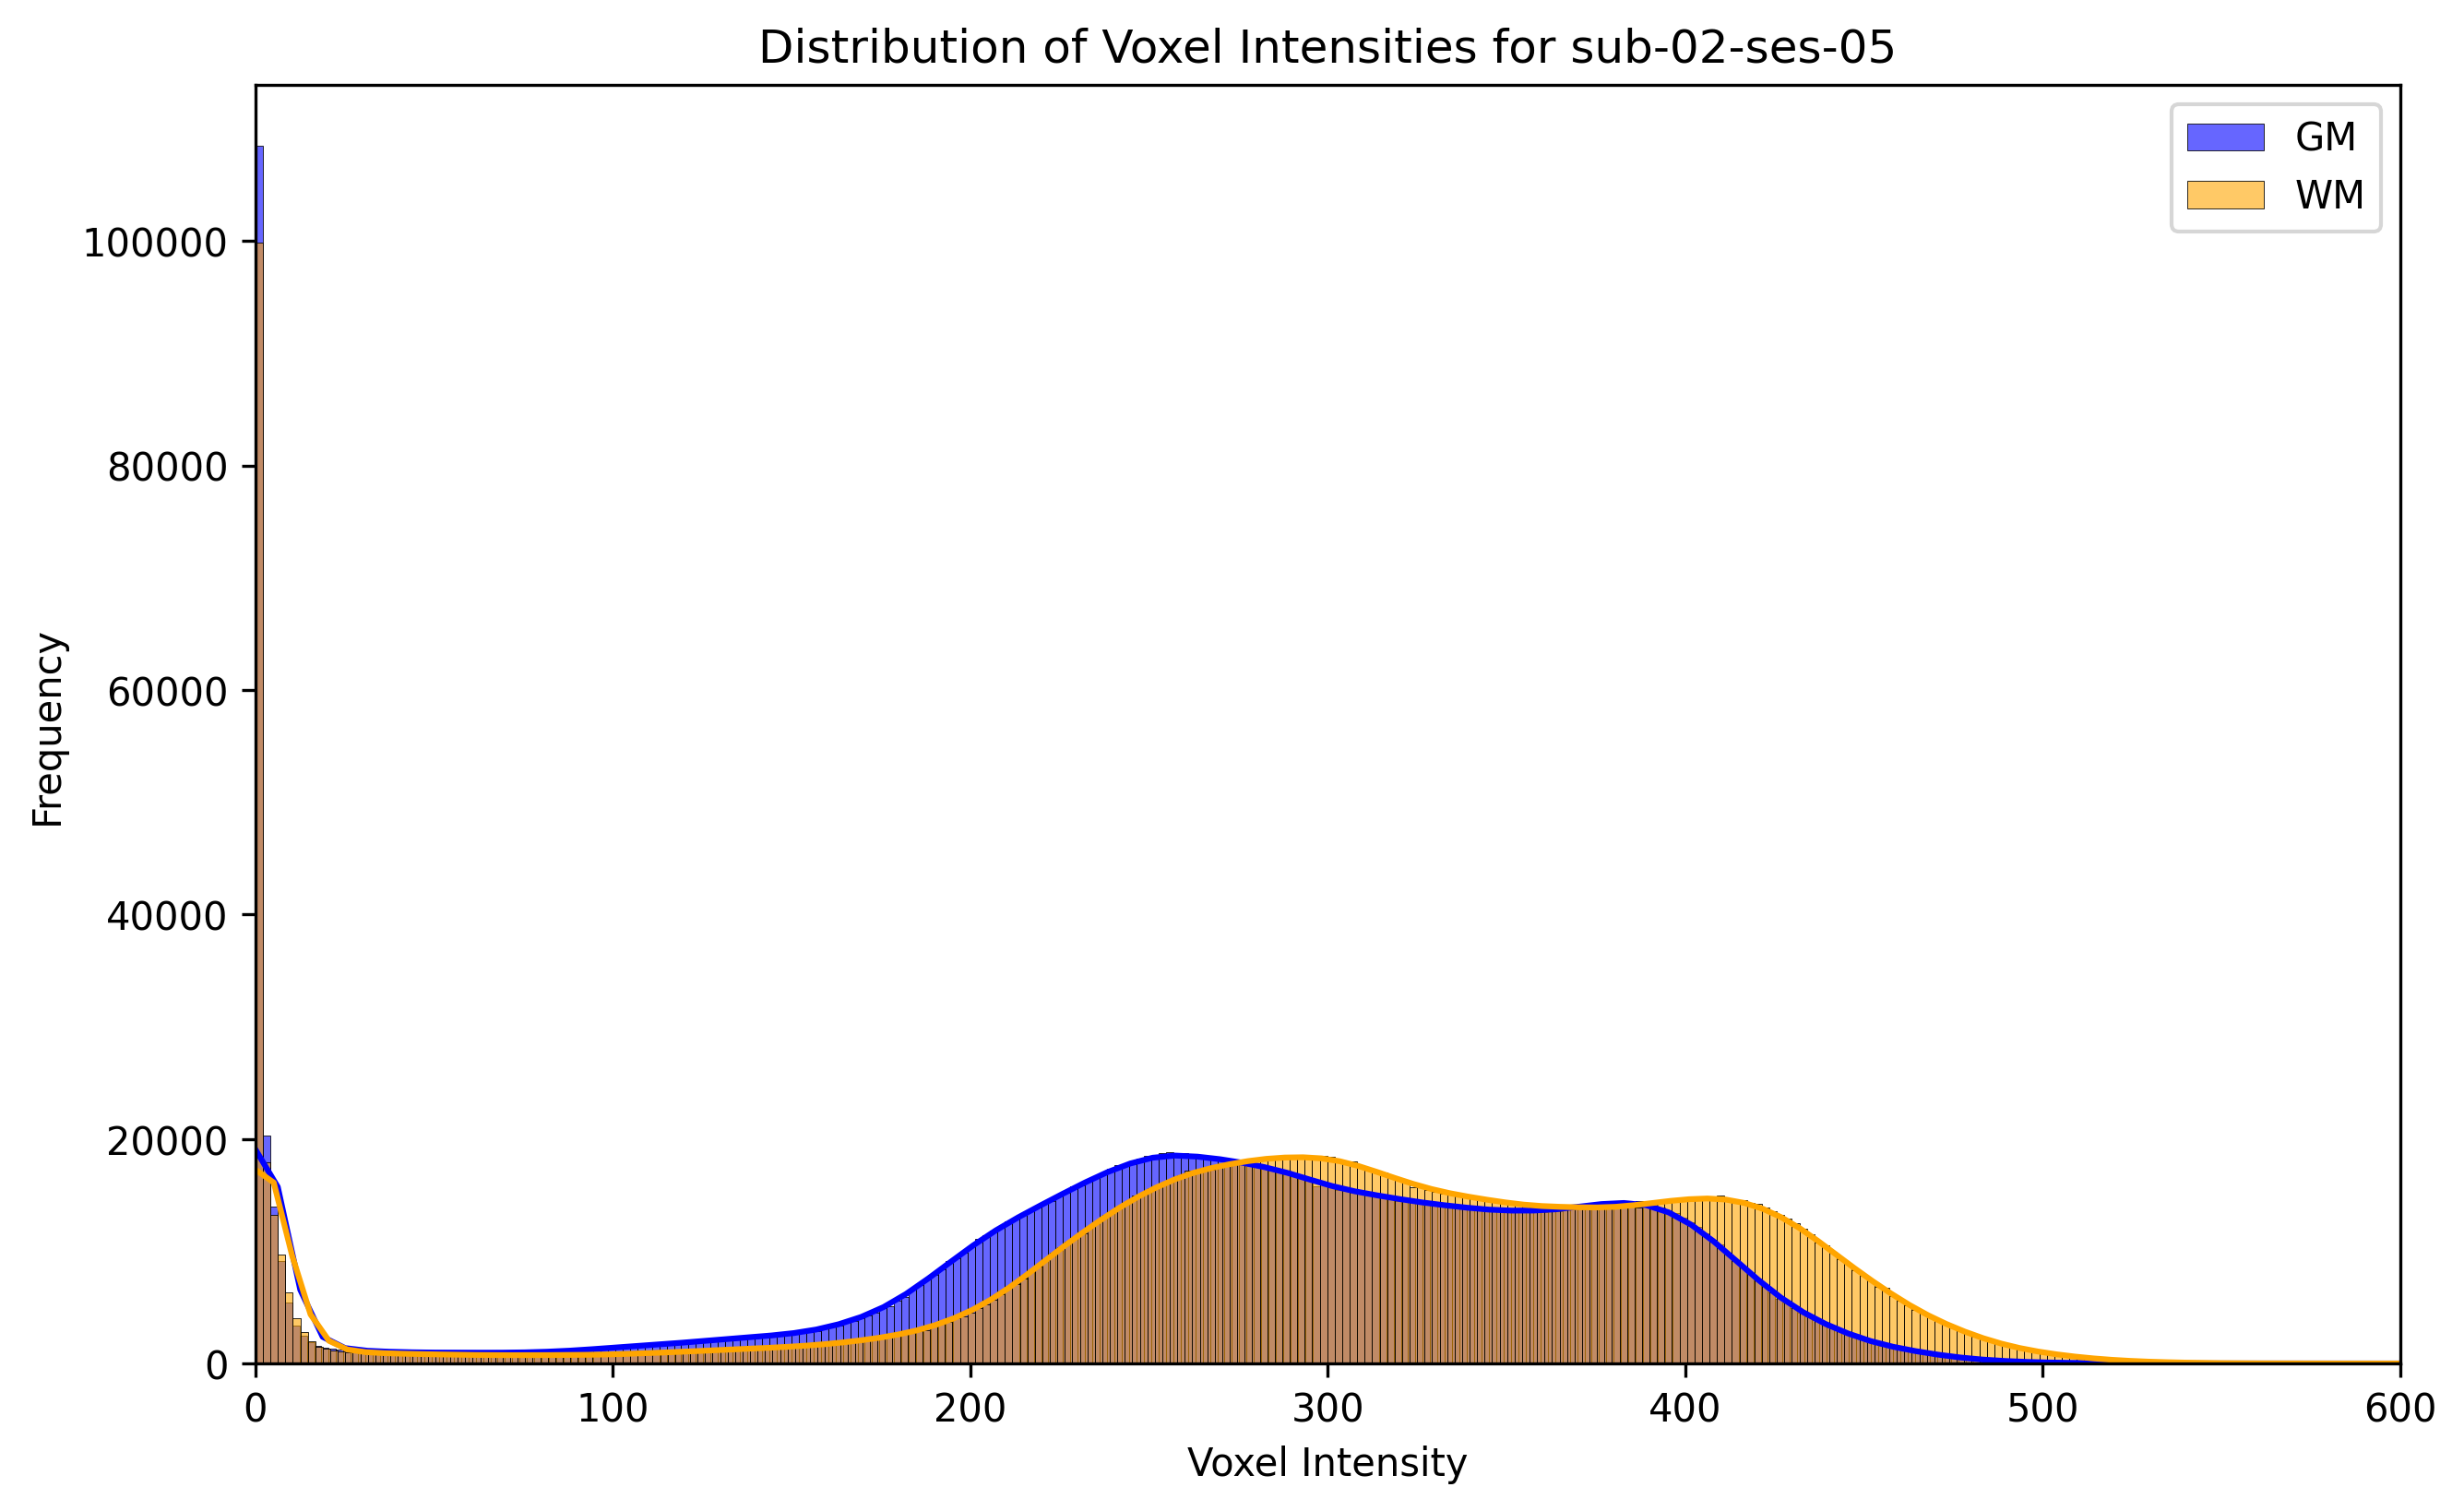 Distribution of Voxel Intensities for sub-02-ses-05
GM
WM
100000
80000
60000
40000
20000
0
Frequency
0 100 200 300 400 500 600
Voxel Intensity